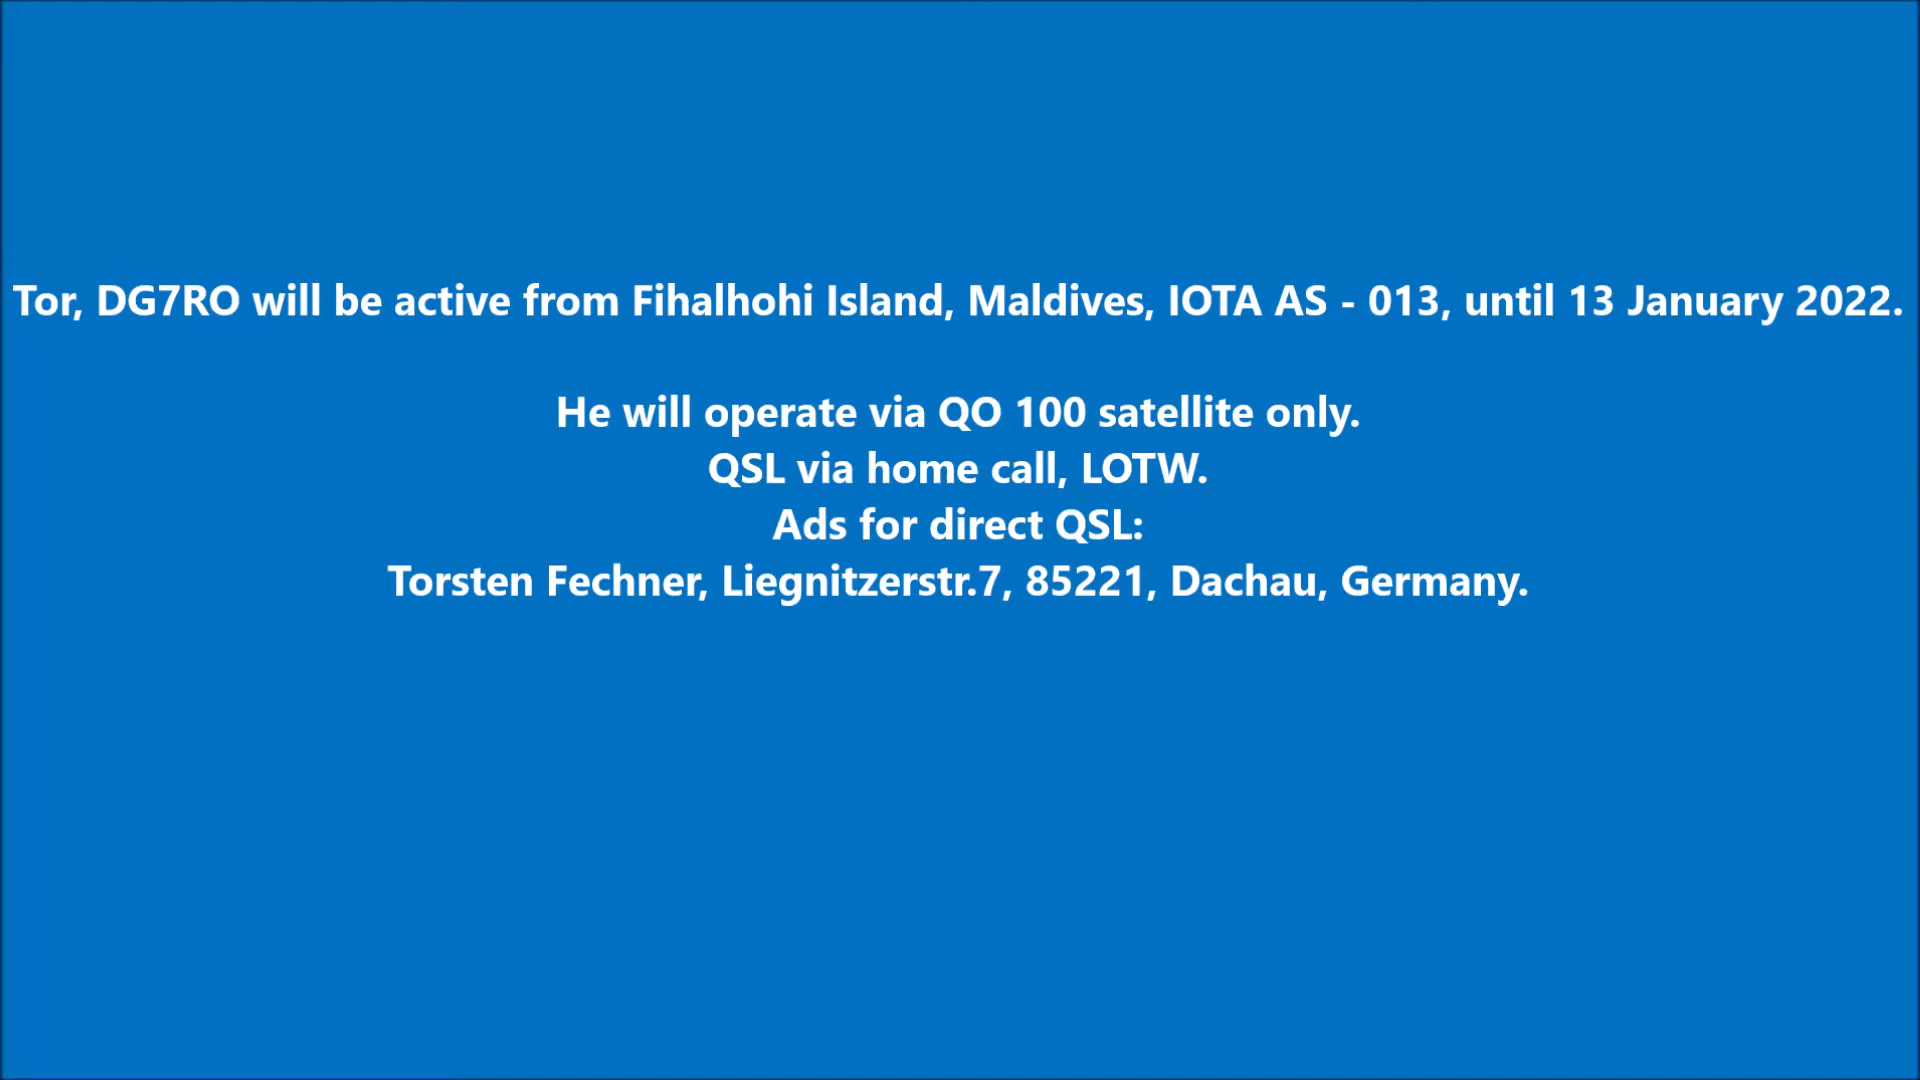 Tor, DG7RO will be active from Fihalhohi Island, Maldives, IOTA AS - 013, until 13 January 2022.
He will operate via QO 100 satellite only.
QSL via home call, LOTW.
Ads for direct QSL:
Torsten Fechner, Liegnitzerstr.7, 85221, Dachau, Germany.